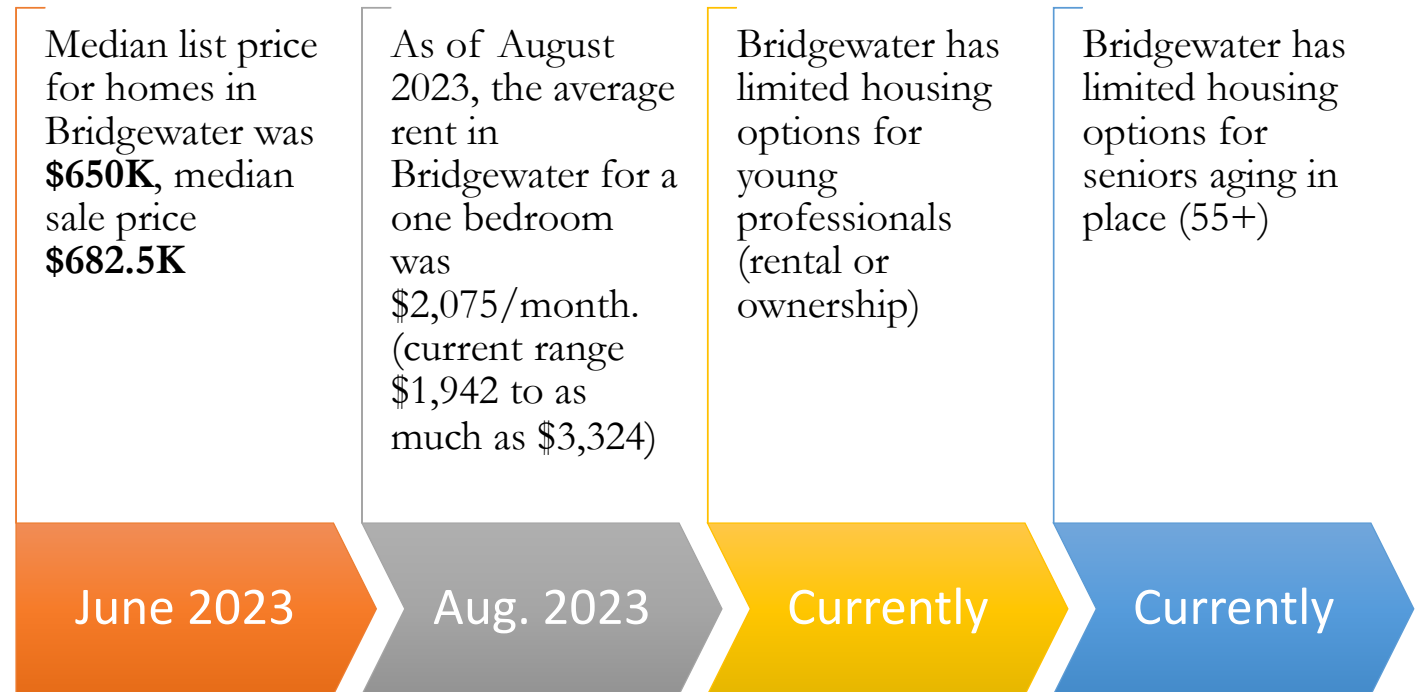 Median list price
for homes in
Bridgewater was
$650K, median
sale price
$682.5K
As of August
2023, the average
rent in
Bridgewater for a
one bedroom
was
$2,075/month.
(current range
$1,942 to as
much as $3,324)
Bridgewater has
limited housing
options for
young
professionals
(rental or
ownership)
Bridgewater has
limited housing
options for
seniors aging in
place (55+)
June 2023
Aug. 2023
Currently
Currently